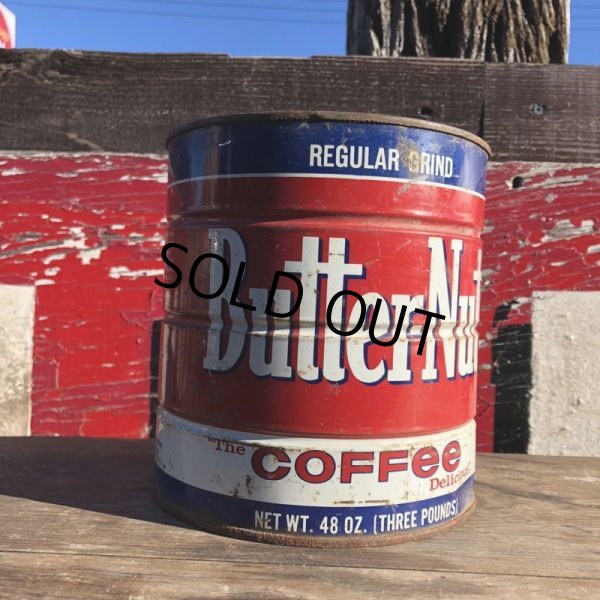 REGULAR GRIND
ButterNut
SOLD OUT
"The COFFee Delicious"
NET WT. 48 OZ. (THREE POUNDS)